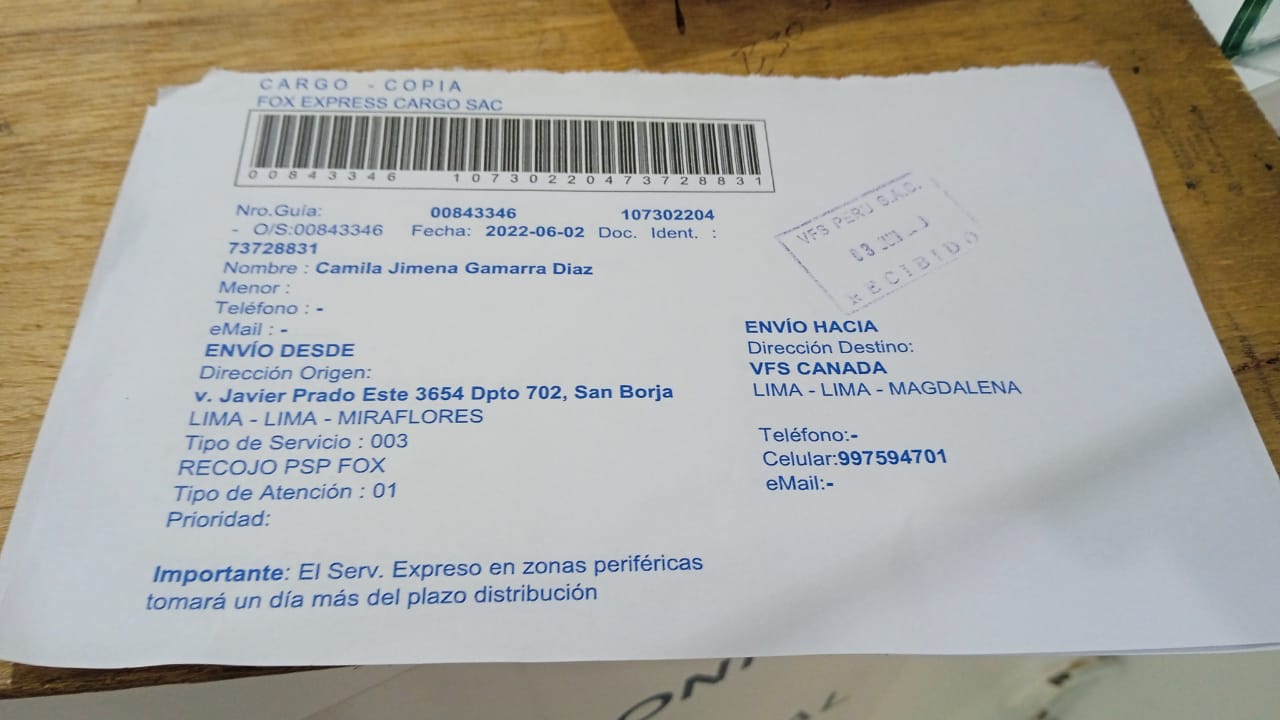 CARGO - COPIA
FOX EXPRESS CARGO SAC
00843346 10730220473728831
Nro.Guía: 00843346 107302204
- O/S:00843346 Fecha: 2022-06-02 Doc. Ident. :
73728831
Nombre : Camila Jimena Gamarra Diaz
Menor :
Teléfono : -
eMail : -
ENVÍO DESDE
Dirección Origen:
v. Javier Prado Este 3654 Dpto 702, San Borja
LIMA - LIMA - MIRAFLORES
Tipo de Servicio : 003
RECOJO PSP FOX
Tipo de Atención : 01
Prioridad:
VFS PERU S.A.C.
03 JUN
RECIBIDO
ENVÍO HACIA
Dirección Destino:
VFS CANADA
LIMA - LIMA - MAGDALENA
Teléfono:-
Celular:997594701
eMail:-
Importante: El Serv. Expreso en zonas periféricas
tomará un día más del plazo distribución